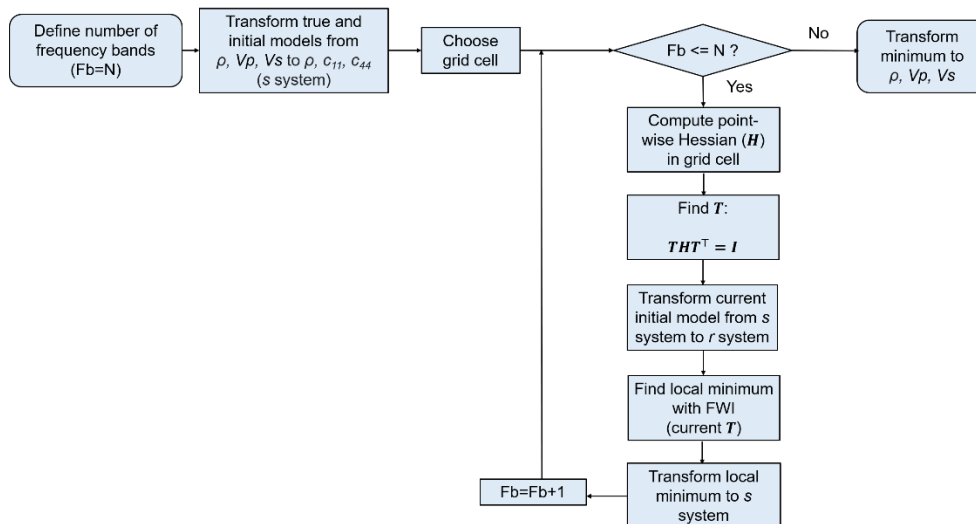 Define number of
frequency bands
(Fb=N)
Transform true and
initial models from
ρ, Vp, Vs to ρ, c₁₁, c₄₄
(s system)
Choose
grid cell
Fb <= N ?
No
Transform
minimum to
ρ, Vp, Vs
Yes
Compute point-
wise Hessian (H)
in grid cell
Find T:
THT⊤ = I
Transform current
initial model from s
system to r system
Find local minimum
with FWI
(current T)
Transform local
minimum to s
system
Fb=Fb+1